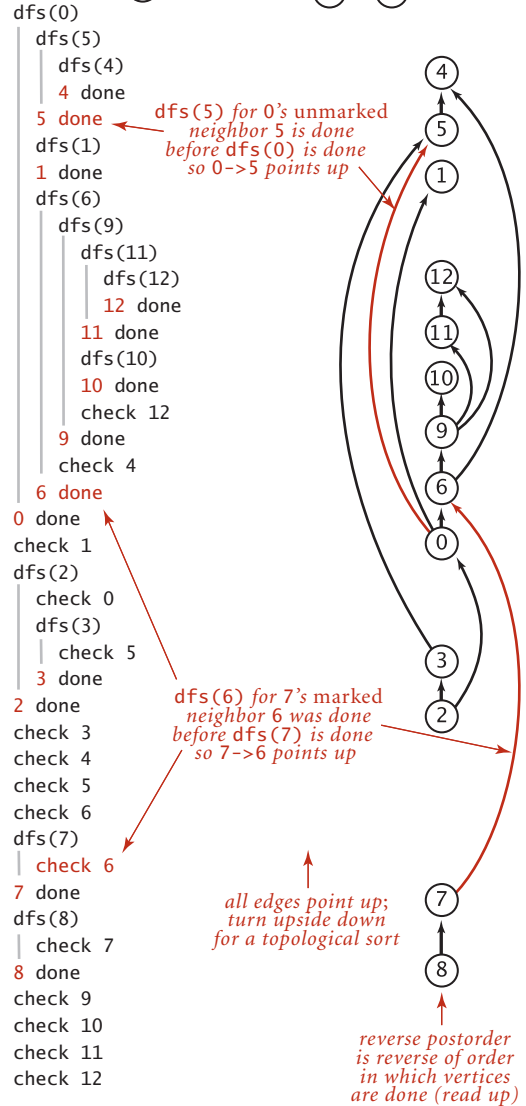 dfs(0)
dfs(5)
dfs(4)
4 done
5 done
dfs(1)
1 done
dfs(6)
dfs(9)
dfs(11)
dfs(12)
12 done
11 done
dfs(10)
10 done
check 12
9 done
check 4
6 done
0 done
check 1
dfs(2)
check 0
dfs(3)
check 5
3 done
2 done
check 3
check 4
check 5
check 6
dfs(7)
check 6
7 done
dfs(8)
check 7
8 done
check 9
check 10
check 11
check 12
dfs(5) for 0's unmarked
neighbor 5 is done
before dfs(0) is done
so 0->5 points up
dfs(6) for 7's marked
neighbor 6 was done
before dfs(7) is done
so 7->6 points up
all edges point up;
turn upside down
for a topological sort
4
5
1
12
11
10
9
6
0
3
2
7
8
reverse postorder
is reverse of order
in which vertices
are done (read up)